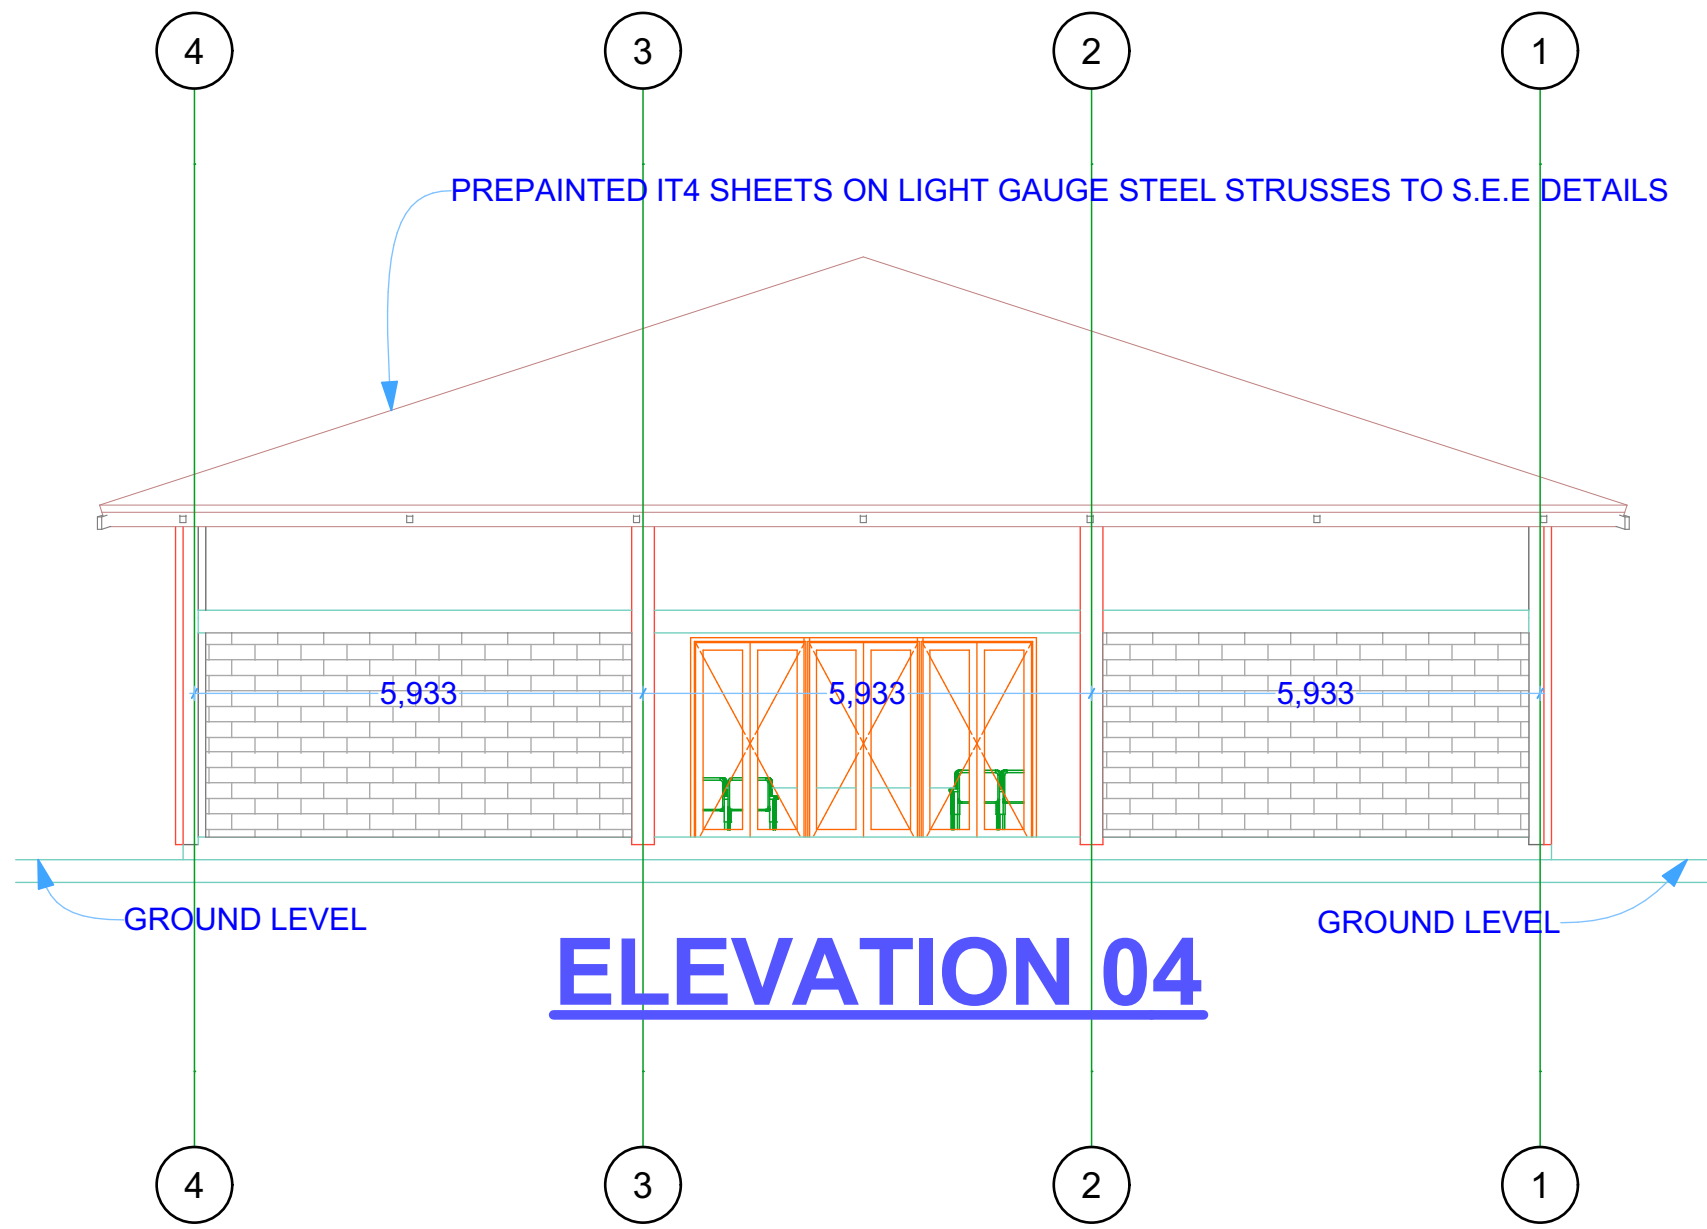 4 3 2 1
PREPAINTED IT4 SHEETS ON LIGHT GAUGE STEEL STRUSSES TO S.E.E DETAILS
5,933 5,933 5,933
GROUND LEVEL GROUND LEVEL
ELEVATION 04
4 3 2 1